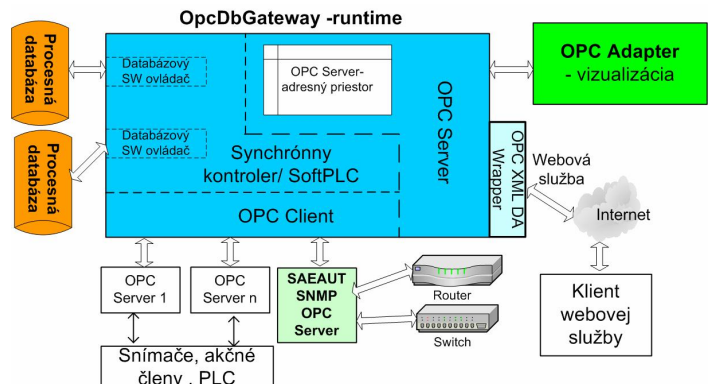 OpcDbGateway -runtime
Procesná
databáza
Procesná
databáza
Databázový
SW ovládač
Databázový
SW ovládač
OPC Server-
adresný priestor
Synchrónny
kontroler/ SoftPLC
OPC Client
OPC Server
OPC XML DA
Wrapper
OPC Adapter
- vizualizácia
Webová
služba
Internet
Klient
webovej
služby
OPC
Server 1
OPC
Server n
SAEAUT
SNMP
OPC
Server
Router
Switch
Snímače, akčné
členy , PLC